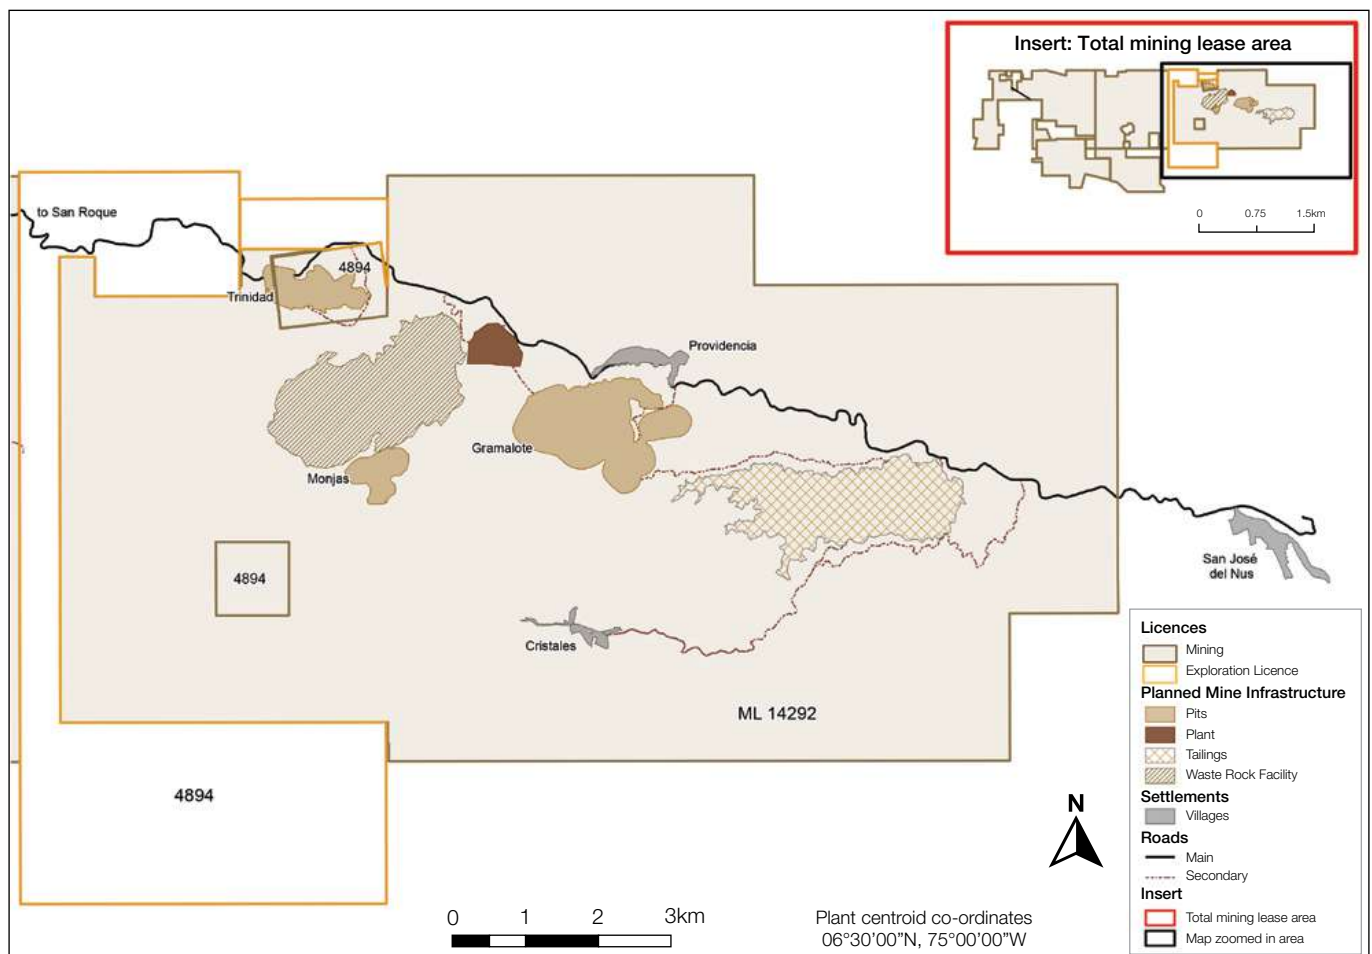 Insert: Total mining lease area
0 0.75 1.5km
to San Roque
4894
Trinidad
Providencia
Gramalote
Monjas
4894
San José
del Nus
Cristales
ML 14292
4894
N
0 1 2 3km
Plant centroid co-ordinates
06°30'00"N, 75°00'00"W
Licences
Mining
Exploration Licence
Planned Mine Infrastructure
Pits
Plant
Tailings
Waste Rock Facility
Settlements
Villages
Roads
Main
Secondary
Insert
Total mining lease area
Map zoomed in area